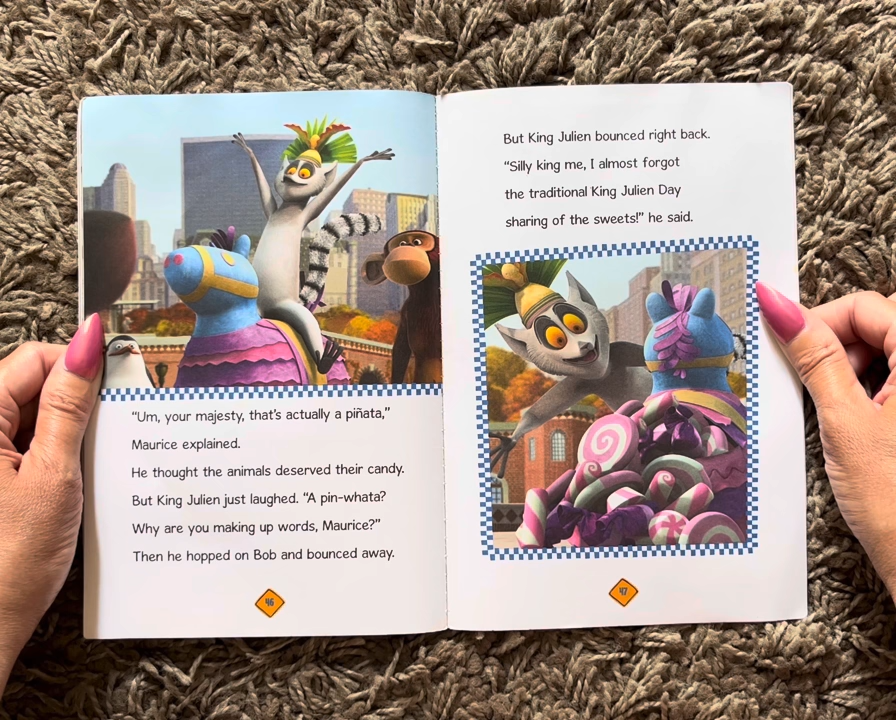 "Um, your majesty, that's actually a piñata,"
Maurice explained.
He thought the animals deserved their candy.
But King Julien just laughed. "A pin-whata?
Why are you making up words, Maurice?"
Then he hopped on Bob and bounced away.
46
But King Julien bounced right back.
"Silly king me, I almost forgot
the traditional King Julien Day
sharing of the sweets!" he said.
47